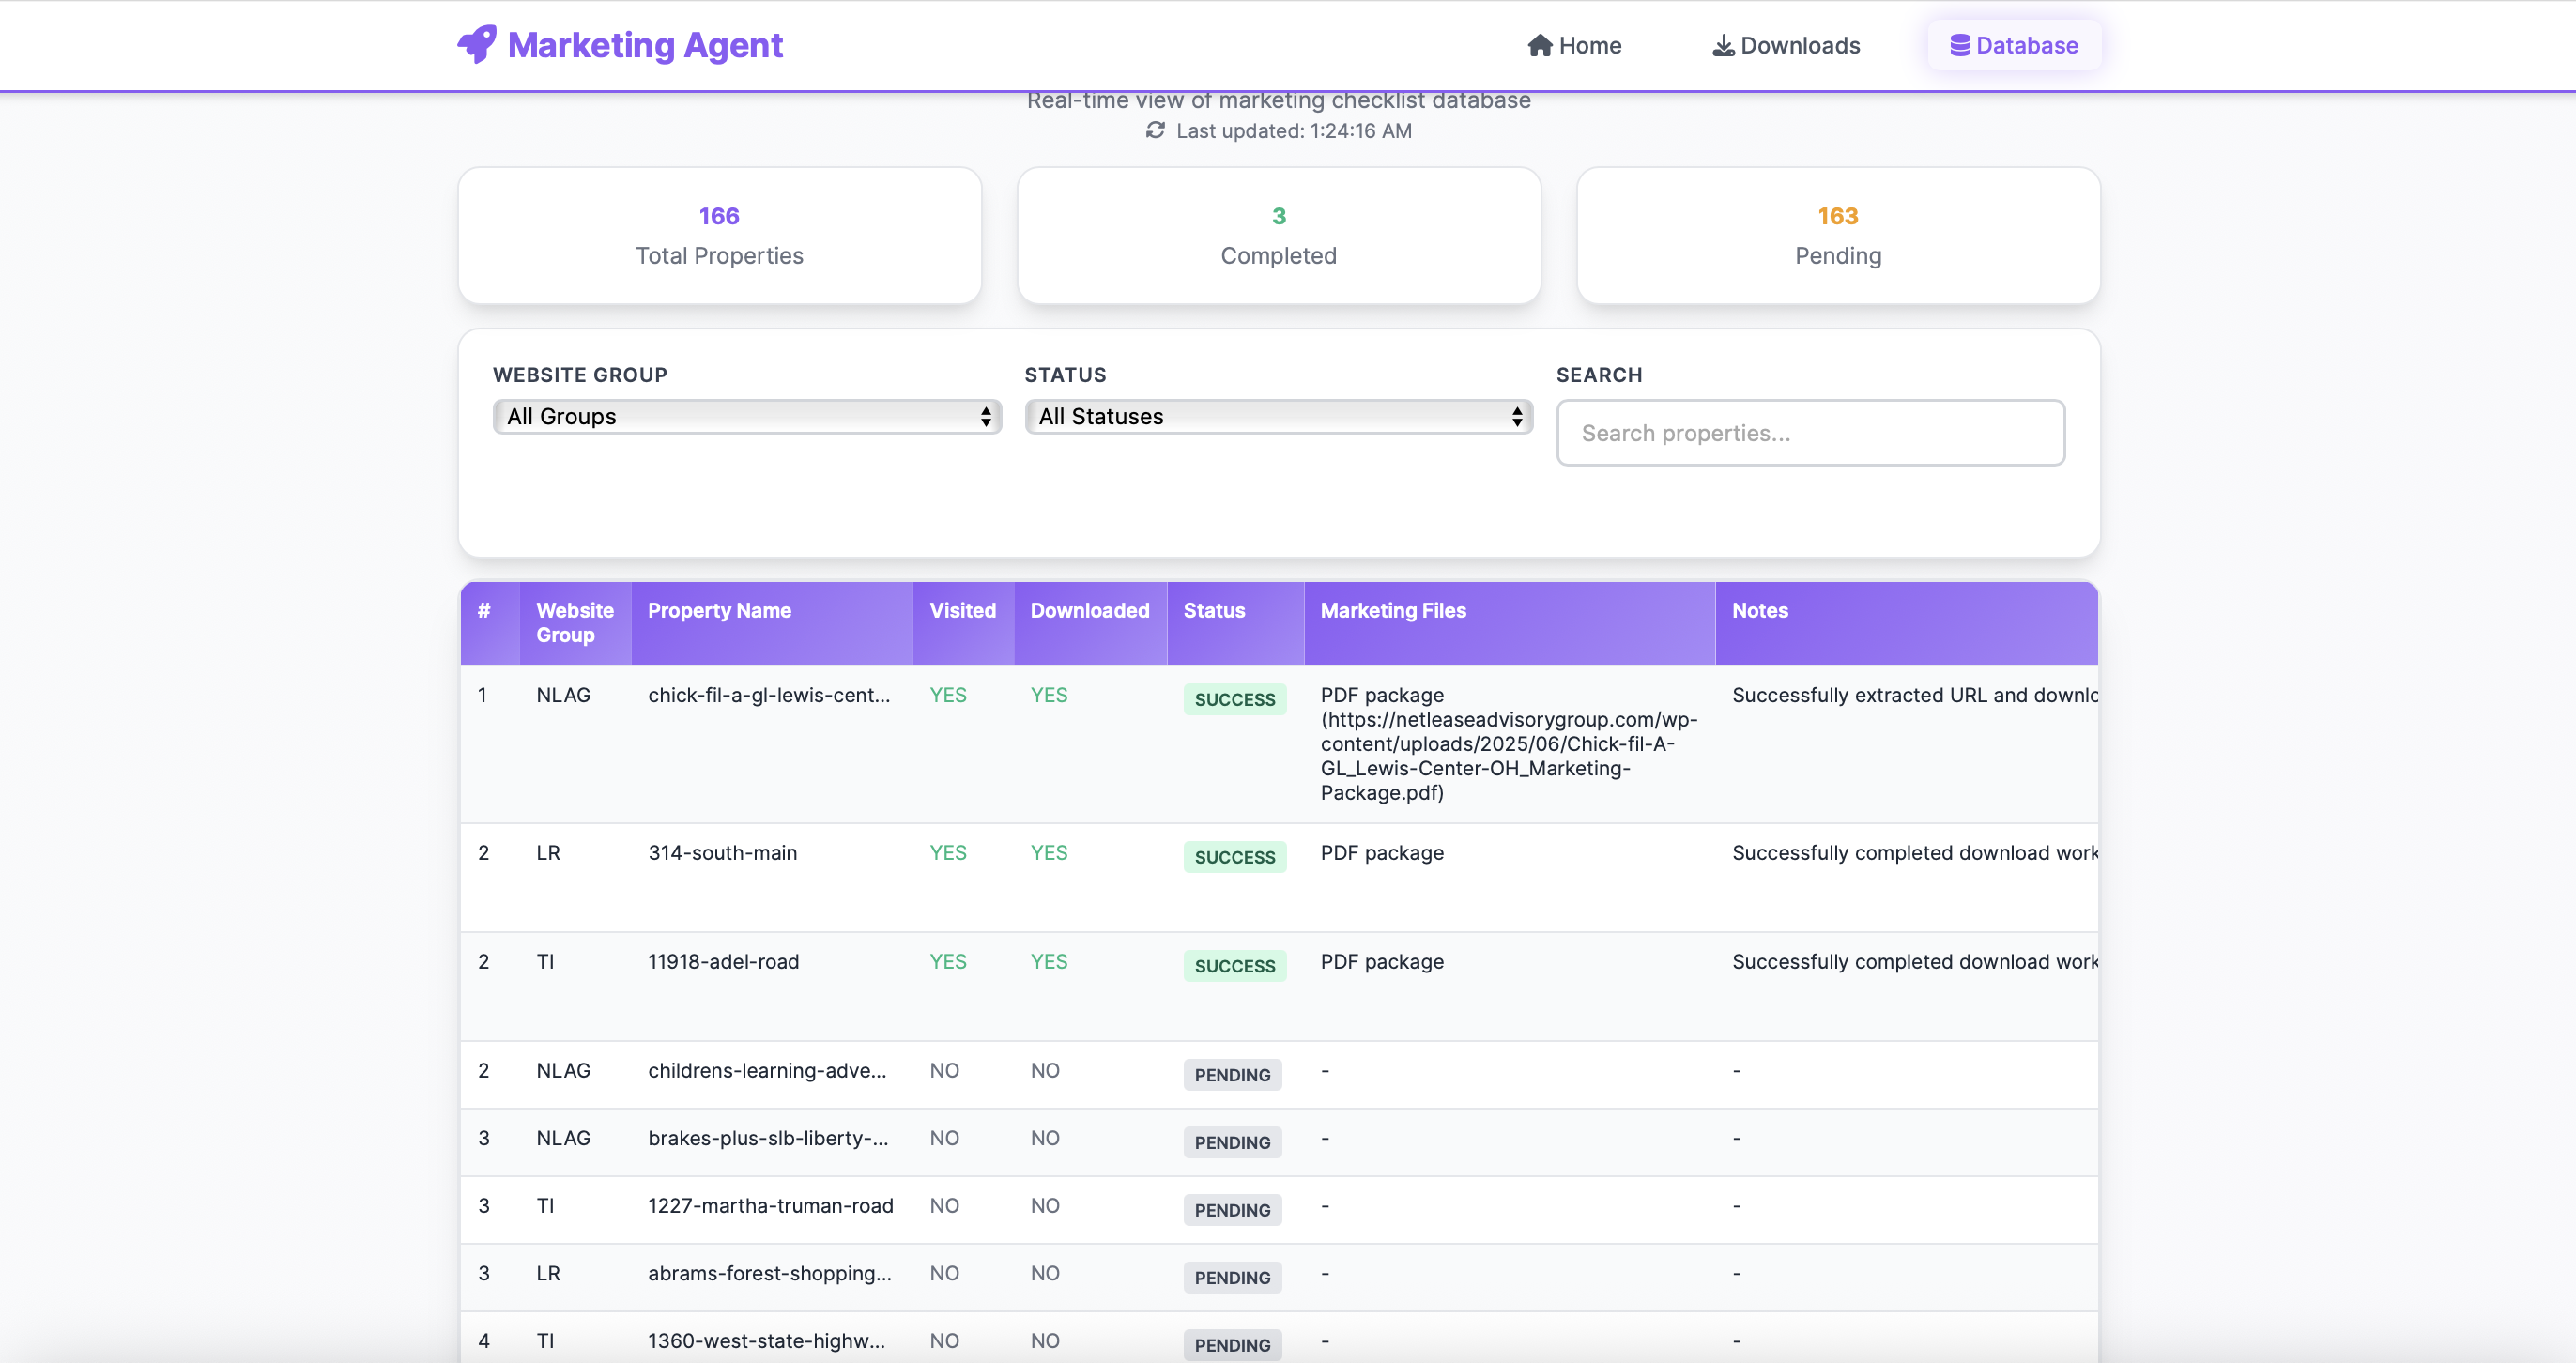 Marketing Agent
Home
Downloads
Database
Real-time view of marketing checklist database
Last updated: 1:24:16 AM
166
Total Properties
3
Completed
163
Pending
WEBSITE GROUP
All Groups
STATUS
All Statuses
SEARCH
Search properties...
# Website Group Property Name Visited Downloaded Status Marketing Files Notes
1 NLAG chick-fil-a-gl-lewis-cent... YES YES SUCCESS PDF package Successfully extracted URL and downlo
(https://netleaseadvisorygroup.com/wp-
content/uploads/2025/06/Chick-fil-A-
GL_Lewis-Center-OH_Marketing-
Package.pdf)
2 LR 314-south-main YES YES SUCCESS PDF package Successfully completed download work
2 TI 11918-adel-road YES YES SUCCESS PDF package Successfully completed download work
2 NLAG childrens-learning-adve... NO NO PENDING - -
3 NLAG brakes-plus-slb-liberty-... NO NO PENDING - -
3 TI 1227-martha-truman-road NO NO PENDING - -
3 LR abrams-forest-shopping... NO NO PENDING - -
4 TI 1360-west-state-highw... NO NO PENDING - -